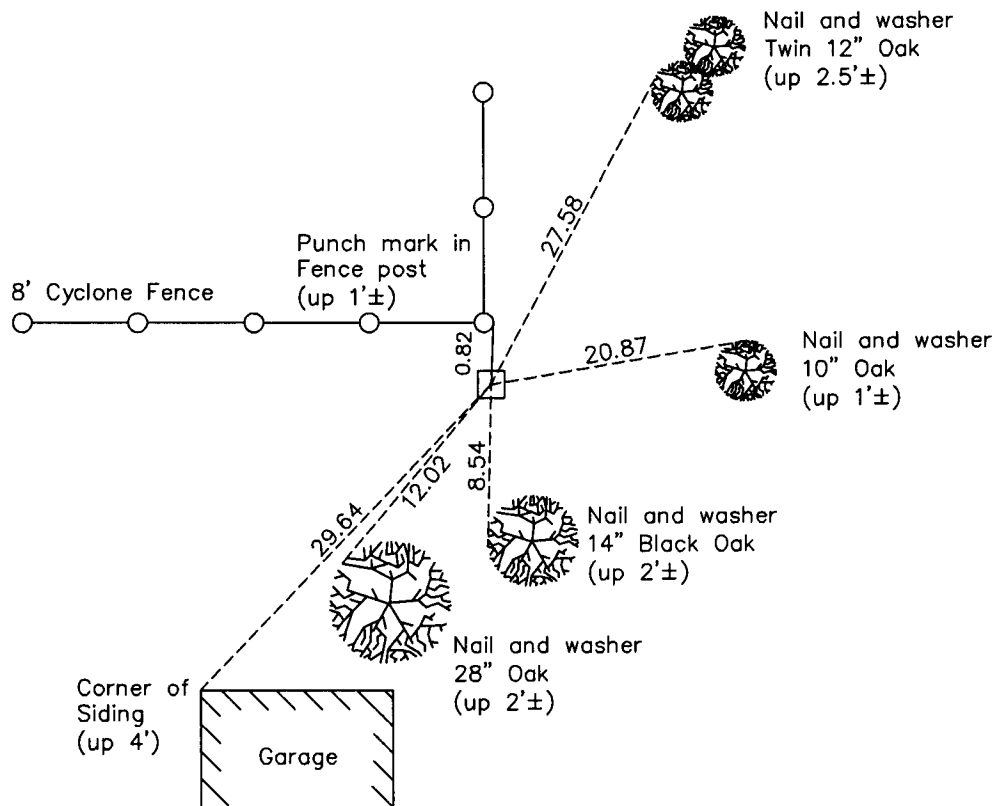 Nail and washer
Twin 12" Oak
(up 2.5'±)
27.58
Punch mark in
Fence post
(up 1'±)
8' Cyclone Fence
0.82
20.87
Nail and washer
10" Oak
(up 1'±)
8.54
12.02
29.64
Nail and washer
14" Black Oak
(up 2'±)
Nail and washer
28" Oak
(up 2'±)
Corner of
Siding
(up 4')
Garage